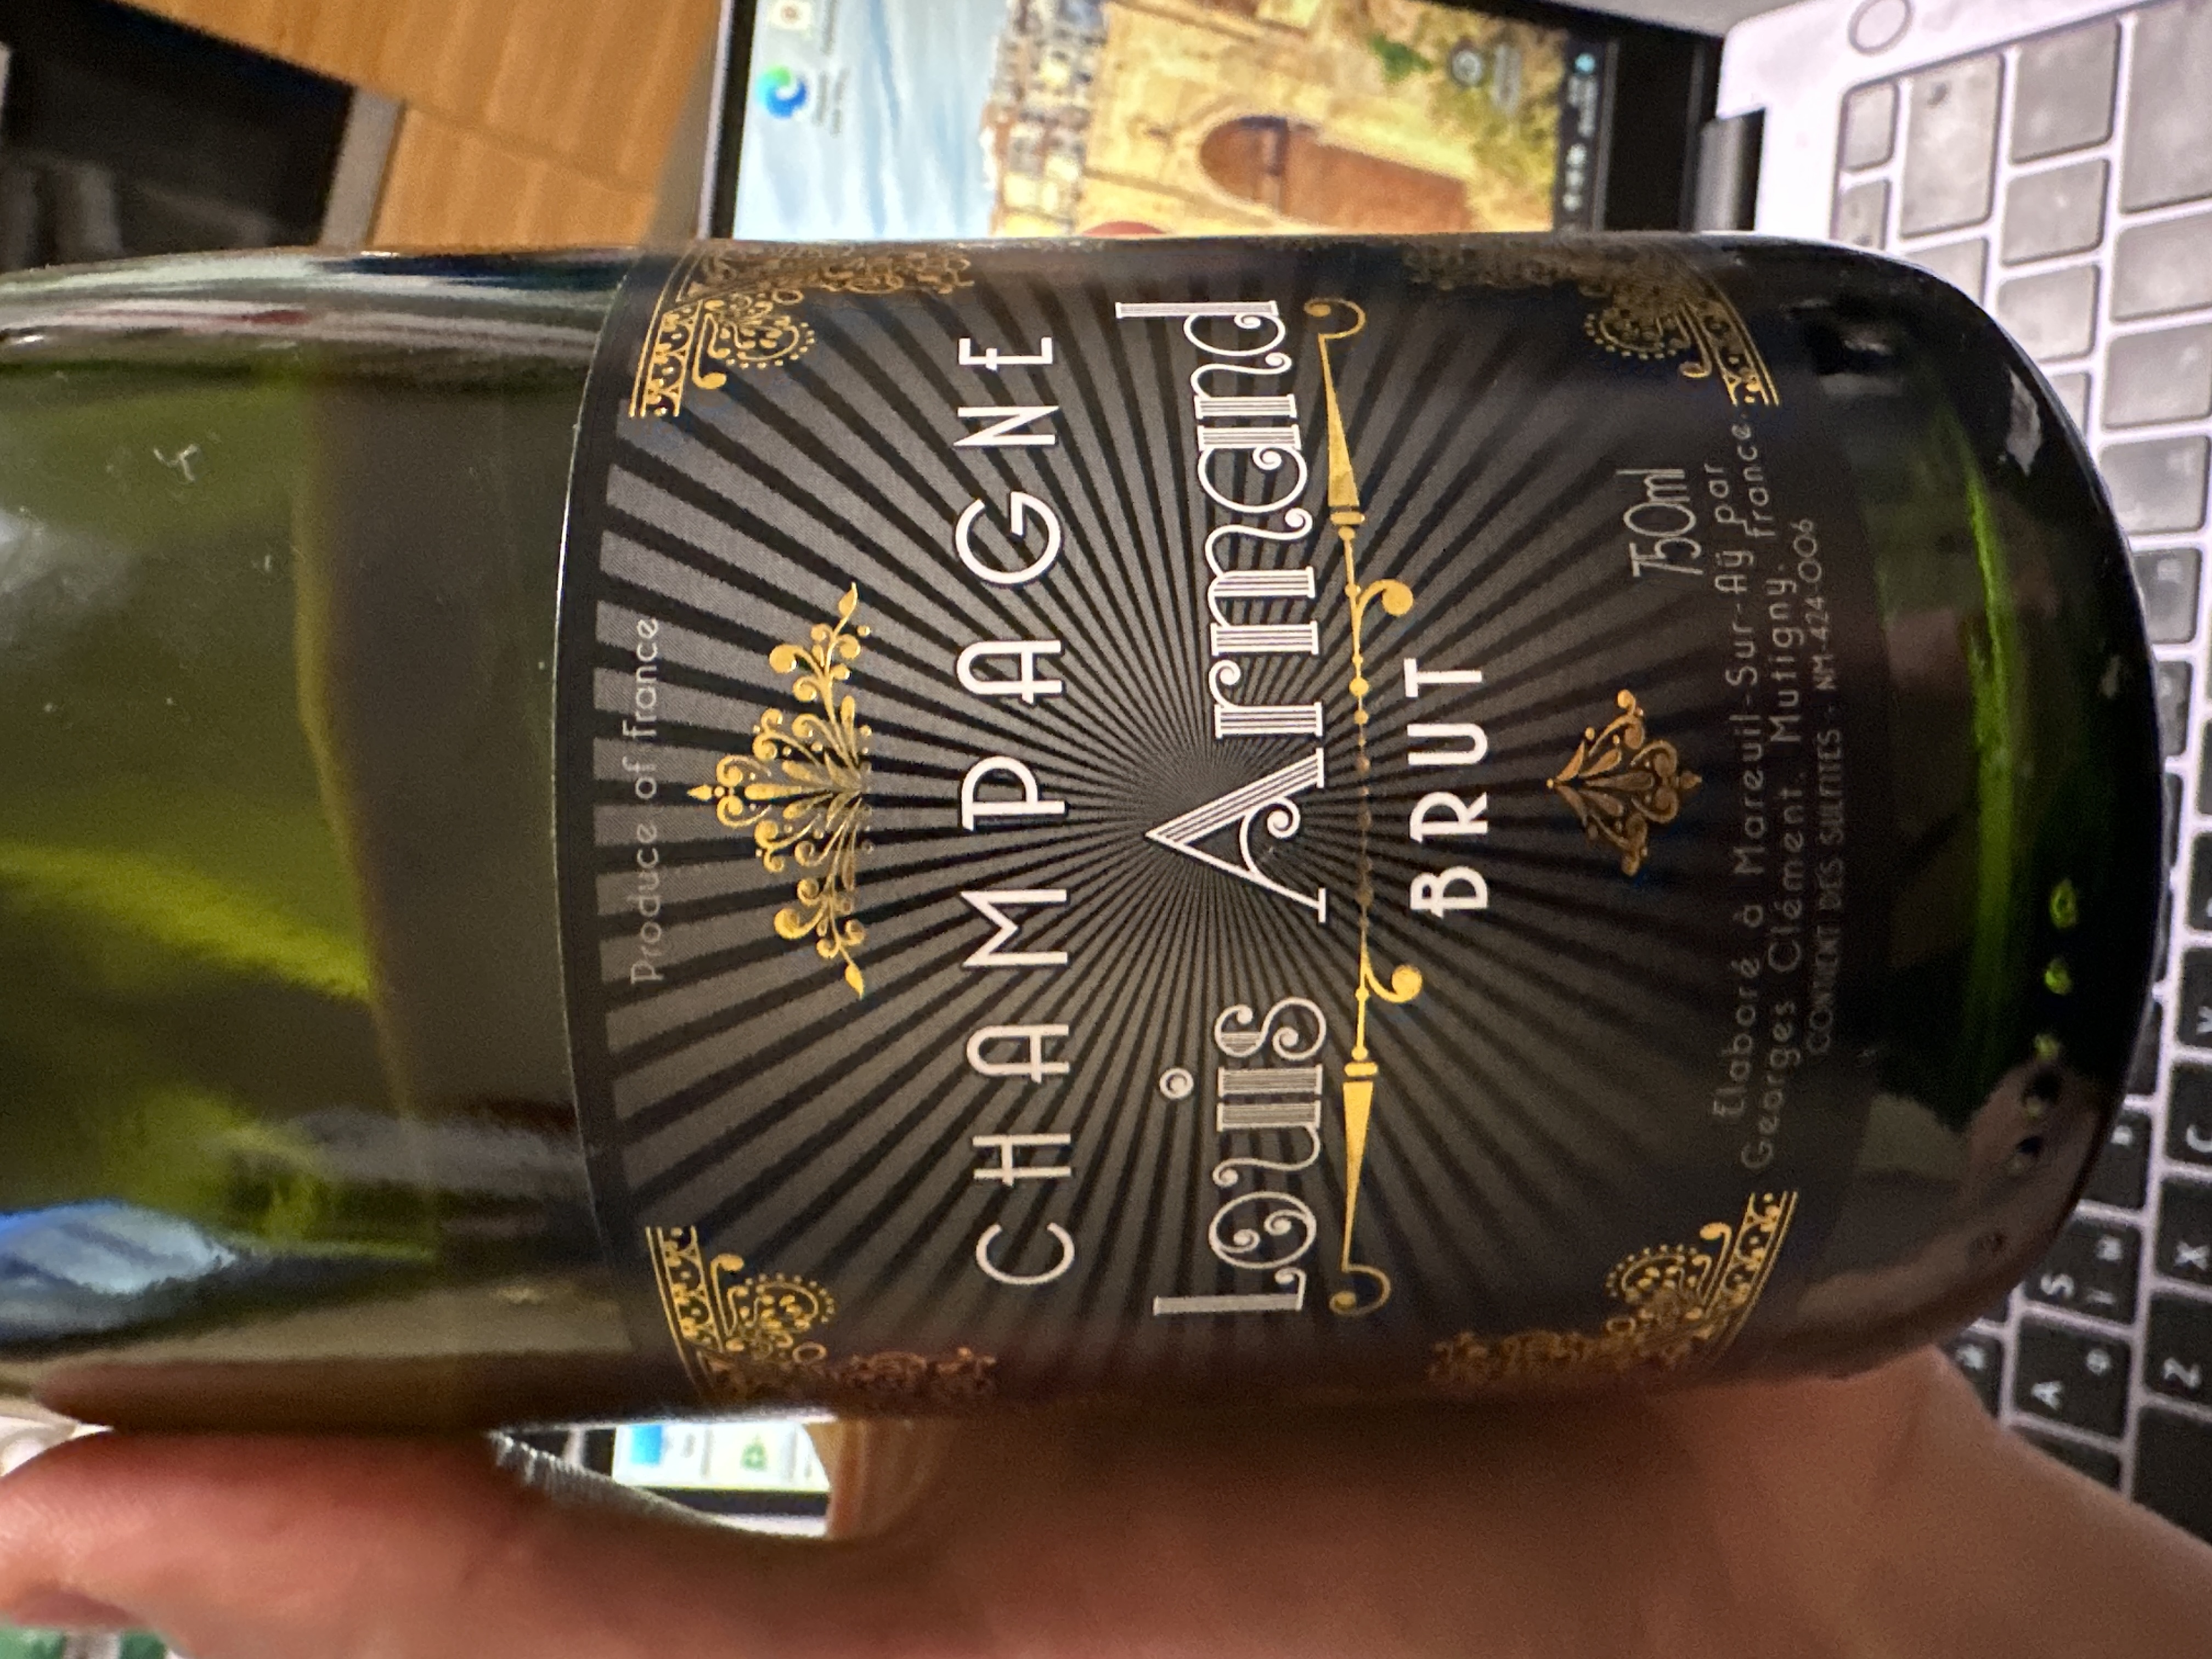 Produce of france
CHAMPAGNE
Louis Armand
BRUT
750ml
Elaboré à Mareuil-Sur-Aÿ par
Georges Clément. Mutigny. france.
CONTIENT DES SULFITES - NM-424-006